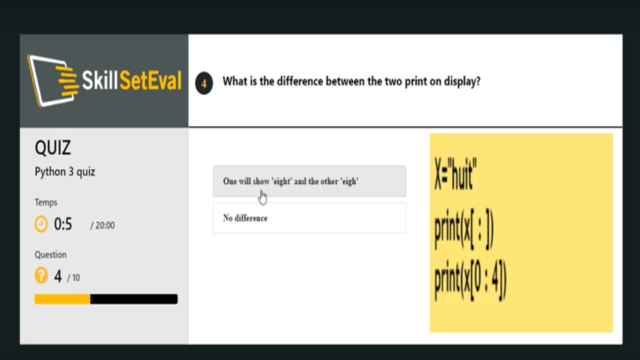 SkillSetEval
4 What is the difference between the two print on display?
QUIZ
Python 3 quiz
Temps
0:5 / 20:00
Question
? 4 / 10
One will show 'eight' and the other 'eigh'
No difference
X="huit"
print(x[ : ])
print(x[0 : 4])